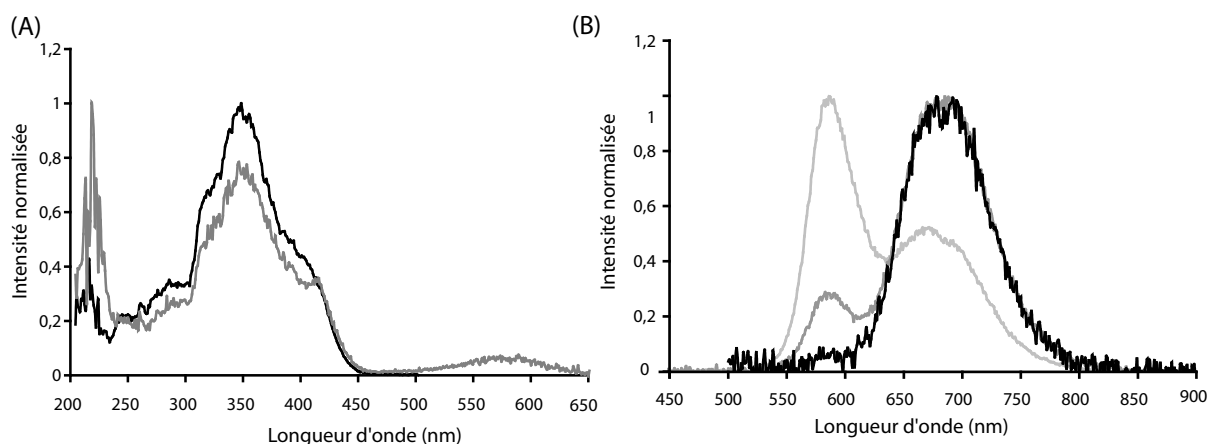 (A)
1,2
1
0,8
0,6
0,4
0,2
0
Intensité normalisée
200 250 300 350 400 450 500 550 600 650
Longueur d'onde (nm)
(B)
1,2
1
0,8
0,6
0,4
0,2
0
Intensité normalisée
450 500 550 600 650 700 750 800 850 900
Longueur d'onde (nm)